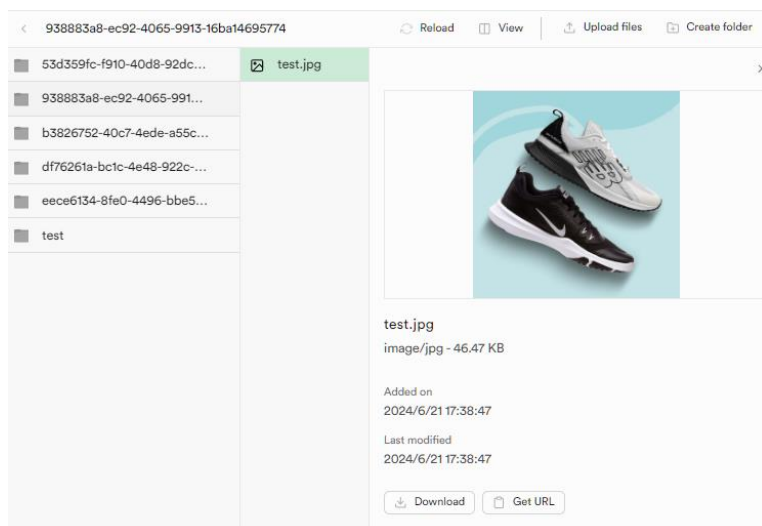 938883a8-ec92-4065-9913-16ba14695774
Reload
View
Upload files
Create folder
53d359fc-f910-40d8-92dc...
938883a8-ec92-4065-991...
b3826752-40c7-4ede-a55c...
df76261a-bc1c-4e48-922c-...
eece6134-8fe0-4496-bbe5...
test
test.jpg
test.jpg
image/jpg - 46.47 KB
Added on
2024/6/21 17:38:47
Last modified
2024/6/21 17:38:47
Download
Get URL